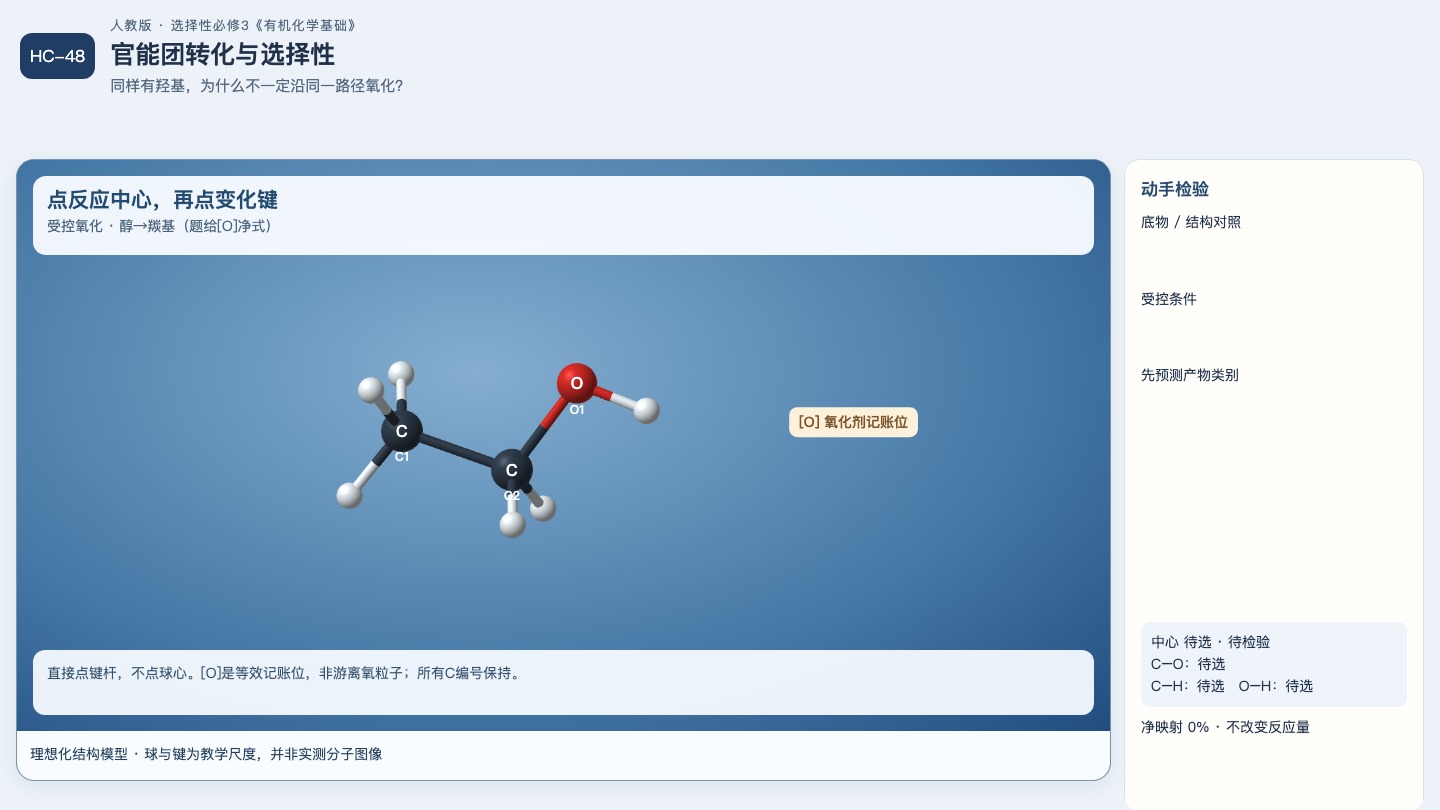 人教版 · 选择性必修3《有机化学基础》
HC-48
官能团转化与选择性
同样有羟基，为什么不一定沿同一路径氧化？
点反应中心，再点变化键
受控氧化 · 醇→羰基（题给[O]净式）
O
O1
C
C1
C
C2
[O] 氧化剂记账位
直接点键杆，不点球心。[O]是等效记账位，非游离氧粒子；所有C编号保持。
理想化结构模型 · 球与键为教学尺度，并非实测分子图像
动手检验
底物 / 结构对照
受控条件
先预测产物类别
中心 待选 · 待检验
C—O：待选
C—H：待选 O—H：待选
净映射 0% · 不改变反应量